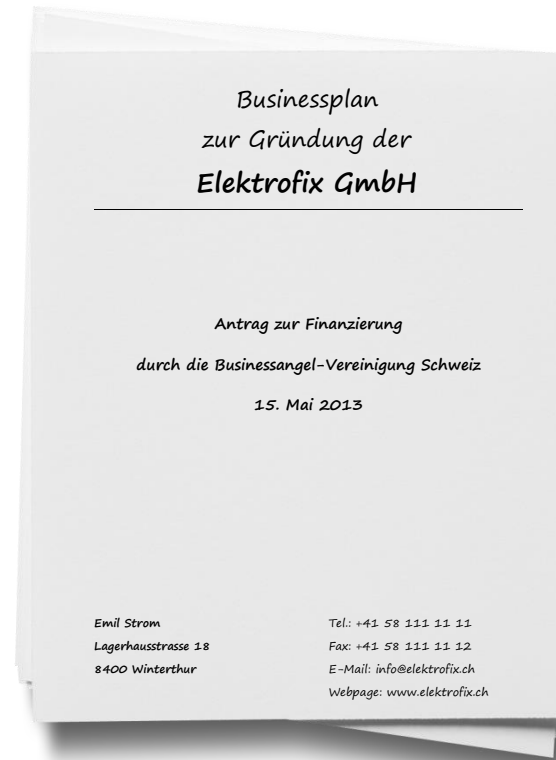 Businessplan
zur Gründung der
Elektrofix GmbH
Antrag zur Finanzierung
durch die Businessangel-Vereinigung Schweiz
15. Mai 2013
Emil Strom
Lagerhausstrasse 18
8400 Winterthur
Tel.: +41 58 111 11 11
Fax: +41 58 111 11 12
E-Mail: info@elektrofix.ch
Webpage: www.elektrofix.ch